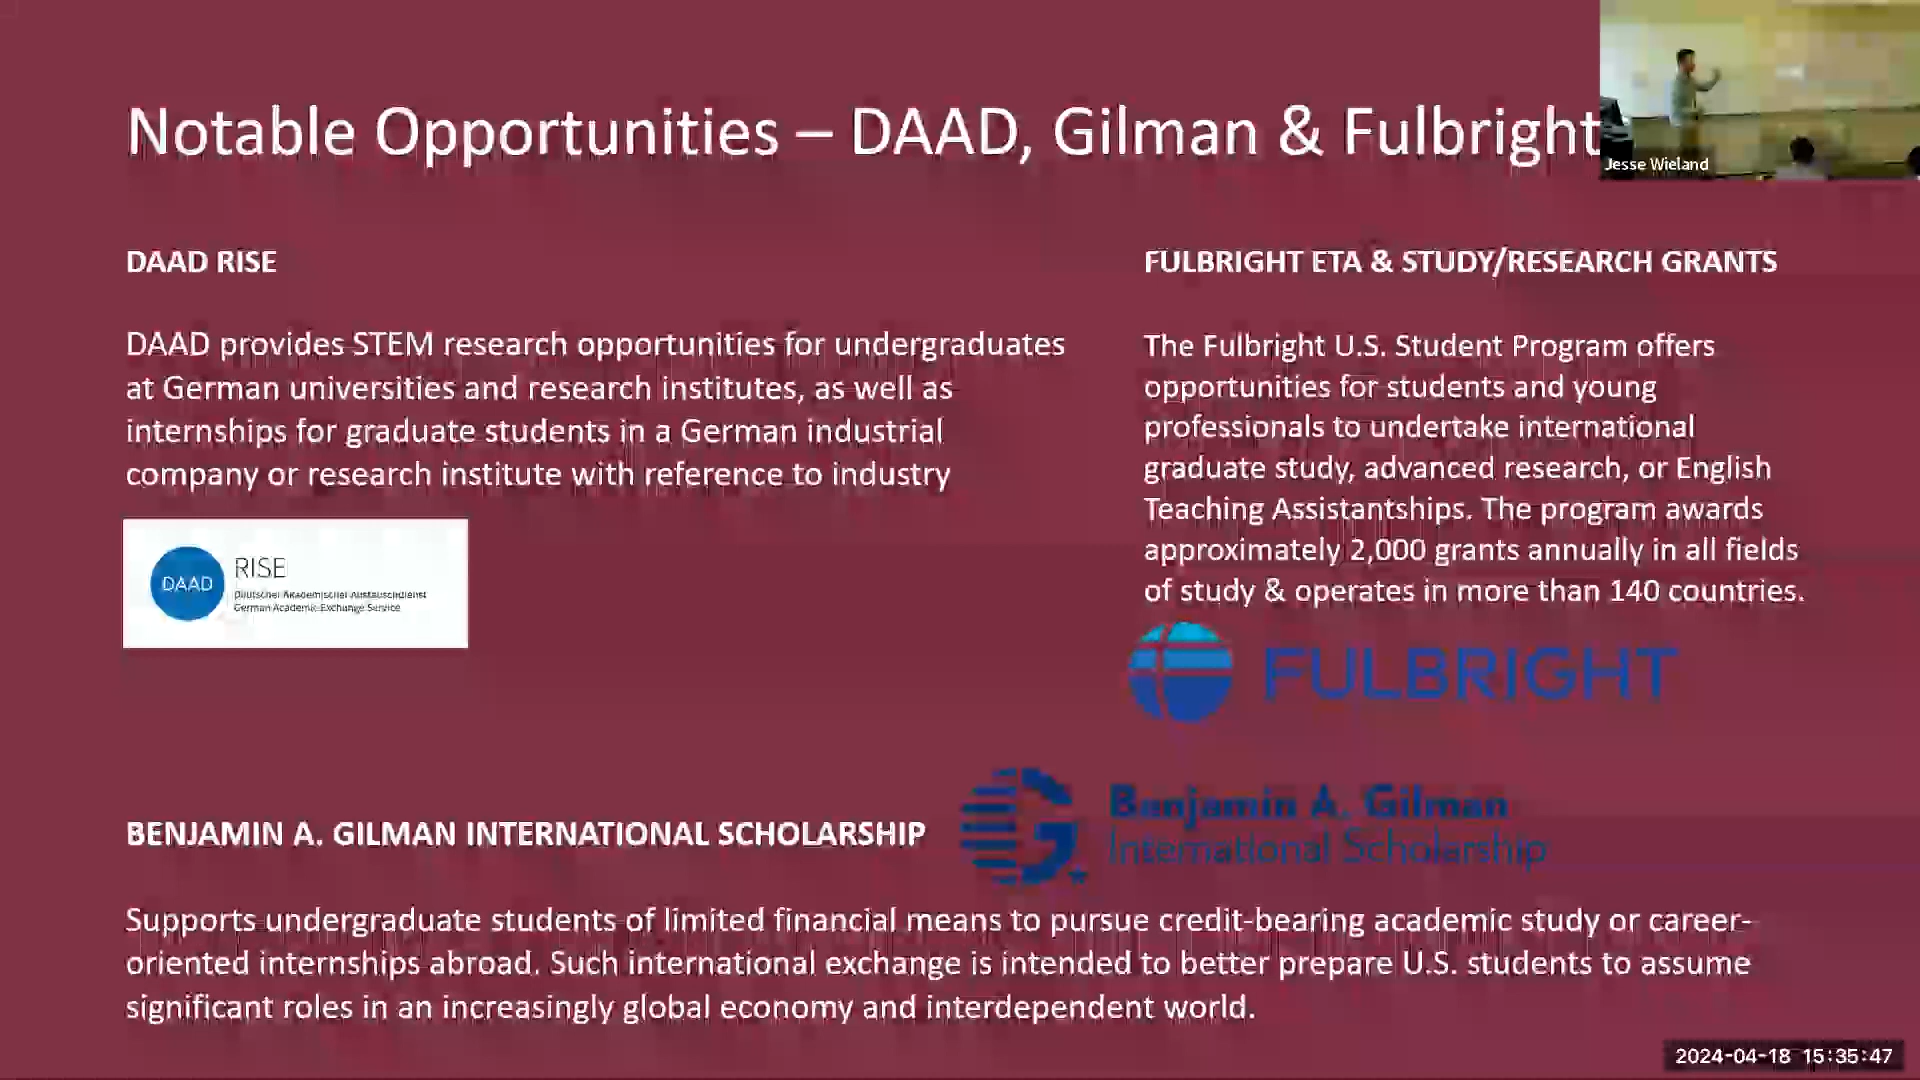 Notable Opportunities – DAAD, Gilman & Fulbright
Jesse Wieland
DAAD RISE
DAAD provides STEM research opportunities for undergraduates
at German universities and research institutes, as well as
internships for graduate students in a German industrial
company or research institute with reference to industry
DAAD
RISE
Deutscher Akademischer Austauschdienst
German Academic Exchange Service
FULBRIGHT ETA & STUDY/RESEARCH GRANTS
The Fulbright U.S. Student Program offers
opportunities for students and young
professionals to undertake international
graduate study, advanced research, or English
Teaching Assistantships. The program awards
approximately 2,000 grants annually in all fields
of study & operates in more than 140 countries.
FULBRIGHT
BENJAMIN A. GILMAN INTERNATIONAL SCHOLARSHIP
Benjamin A. Gilman
International Scholarship
Supports undergraduate students of limited financial means to pursue credit-bearing academic study or career-
oriented internships abroad. Such international exchange is intended to better prepare U.S. students to assume
significant roles in an increasingly global economy and interdependent world.
2024-04-18 15:35:47